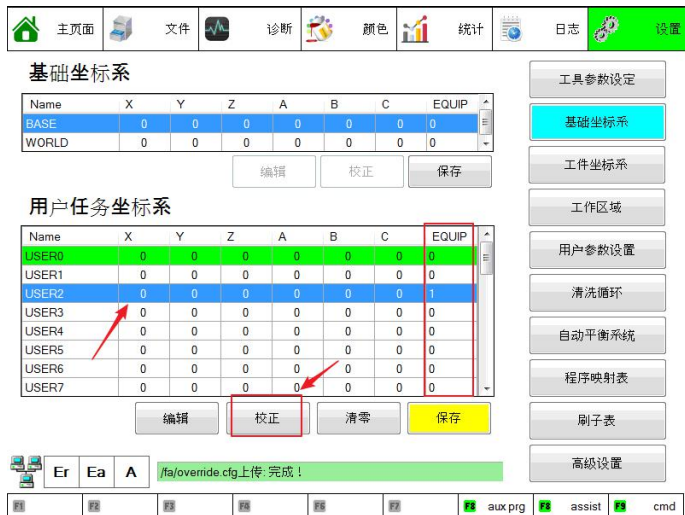 主页面 文件 诊断 颜色 统计 日志 设置
基础坐标系
Name X Y Z A B C EQUIP
BASE 0 0 0 0 0 0 0
WORLD 0 0 0 0 0 0 0
编辑 校正 保存
用户任务坐标系
Name X Y Z A B C EQUIP
USER0 0 0 0 0 0 0 0
USER1 0 0 0 0 0 0 0
USER2 0 0 0 0 0 0 1
USER3 0 0 0 0 0 0 0
USER4 0 0 0 0 0 0 0
USER5 0 0 0 0 0 0 0
USER6 0 0 0 0 0 0 0
USER7 0 0 0 0 0 0 0
编辑 校正 清零 保存
工具参数设定
基础坐标系
工件坐标系
工作区域
用户参数设置
清洗循环
自动平衡系统
程序映射表
刷子表
高级设置
Er Ea A /fa/override.cfg上传: 完成！
F1 F2 F3 F6 F7 F8 aux prg F8 assist F9 cmd